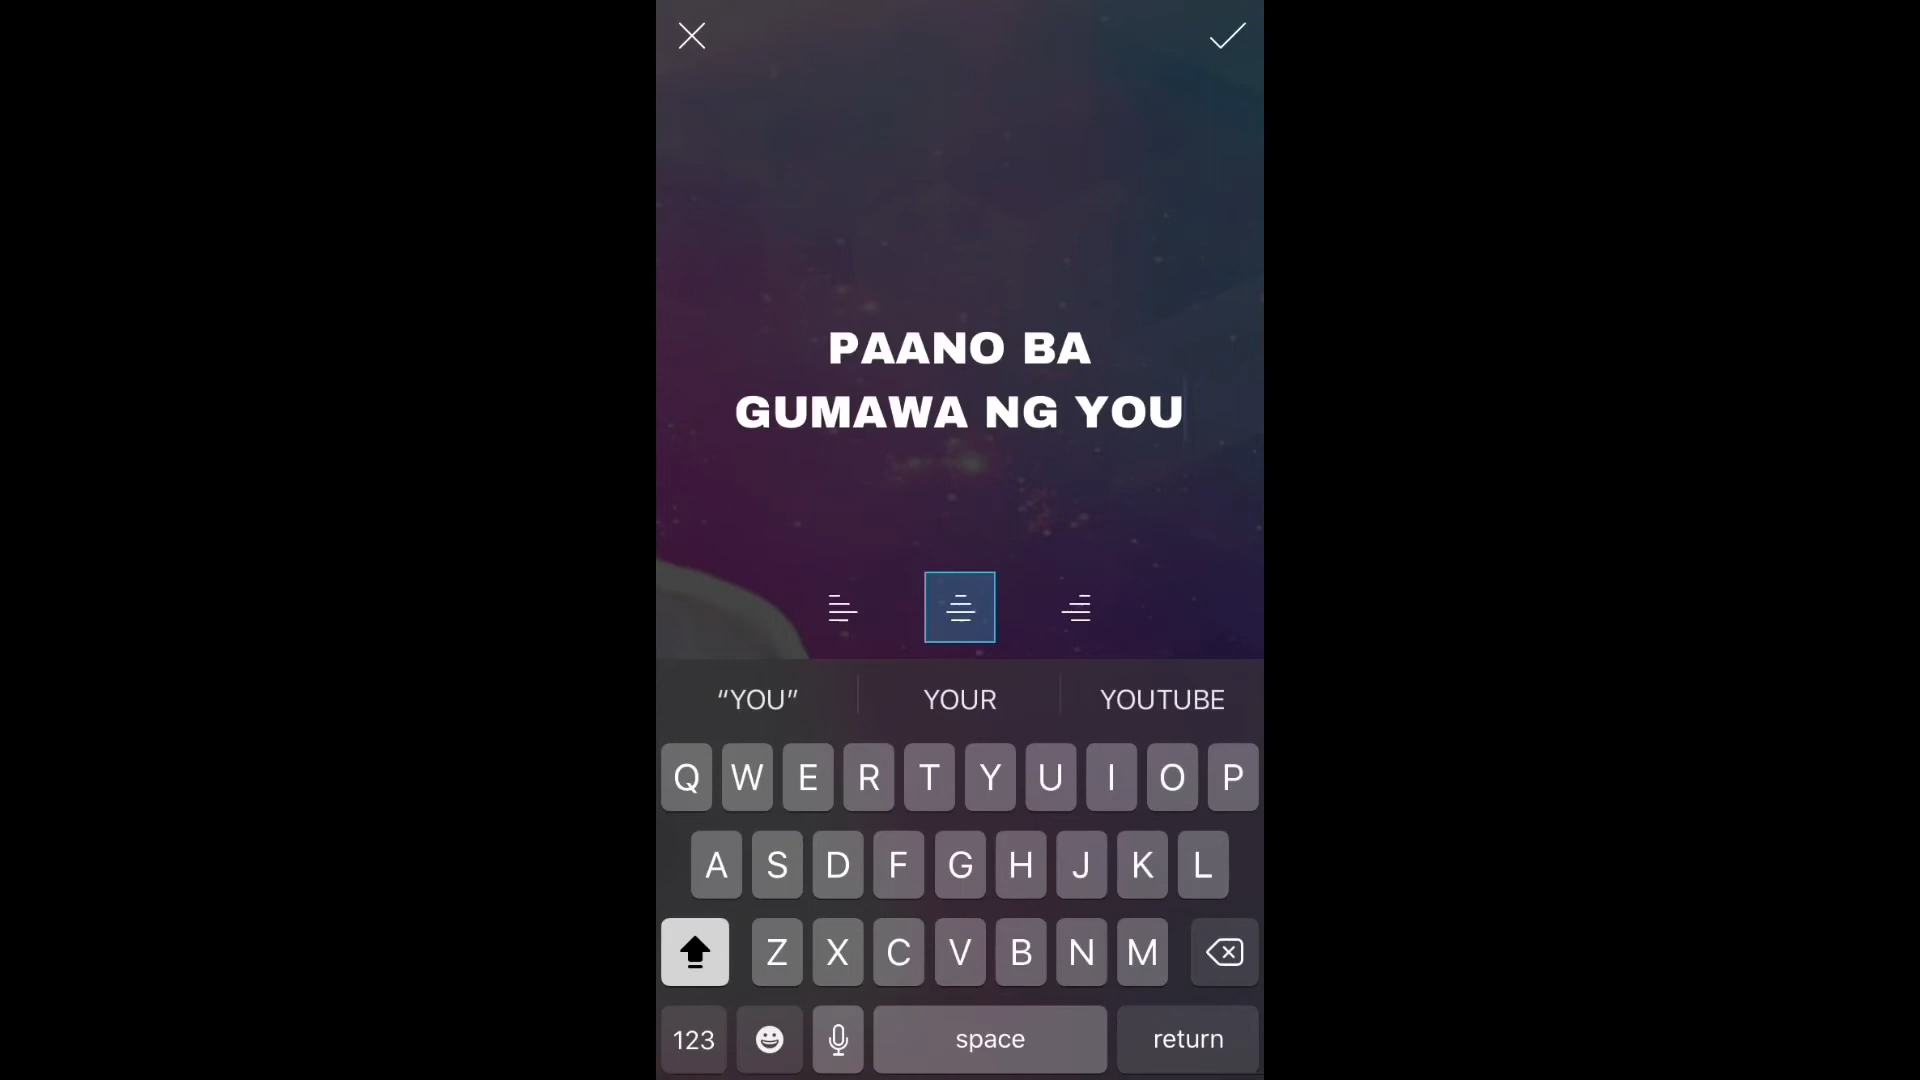 PAANO BA
GUMAWA NG YOU
“YOU” YOUR YOUTUBE
Q W E R T Y U I O P
A S D F G H J K L
Z X C V B N M
123 space return